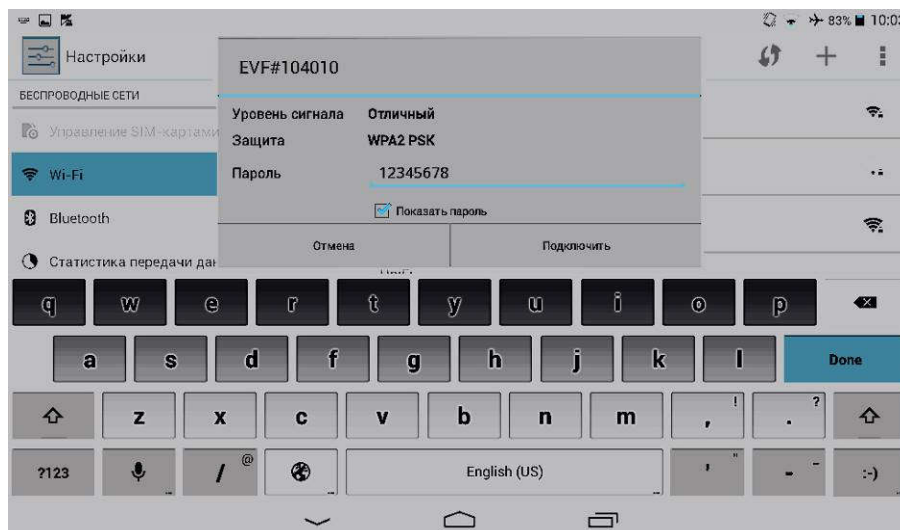 83% 10:03
Настройки
EVF#104010
БЕСПРОВОДНЫЕ СЕТИ
Уровень сигнала Отличный
Управление SIM-картами
Защита WPA2 PSK
Wi-Fi
Пароль 12345678
Показать пароль
Bluetooth
Отмена Подключить
Статистика передачи дан
q w e r t y u i o p
a s d f g h j k l Done
z x c v b n m , ! . ?
?123 / @ English (US) ' " - _ :-)